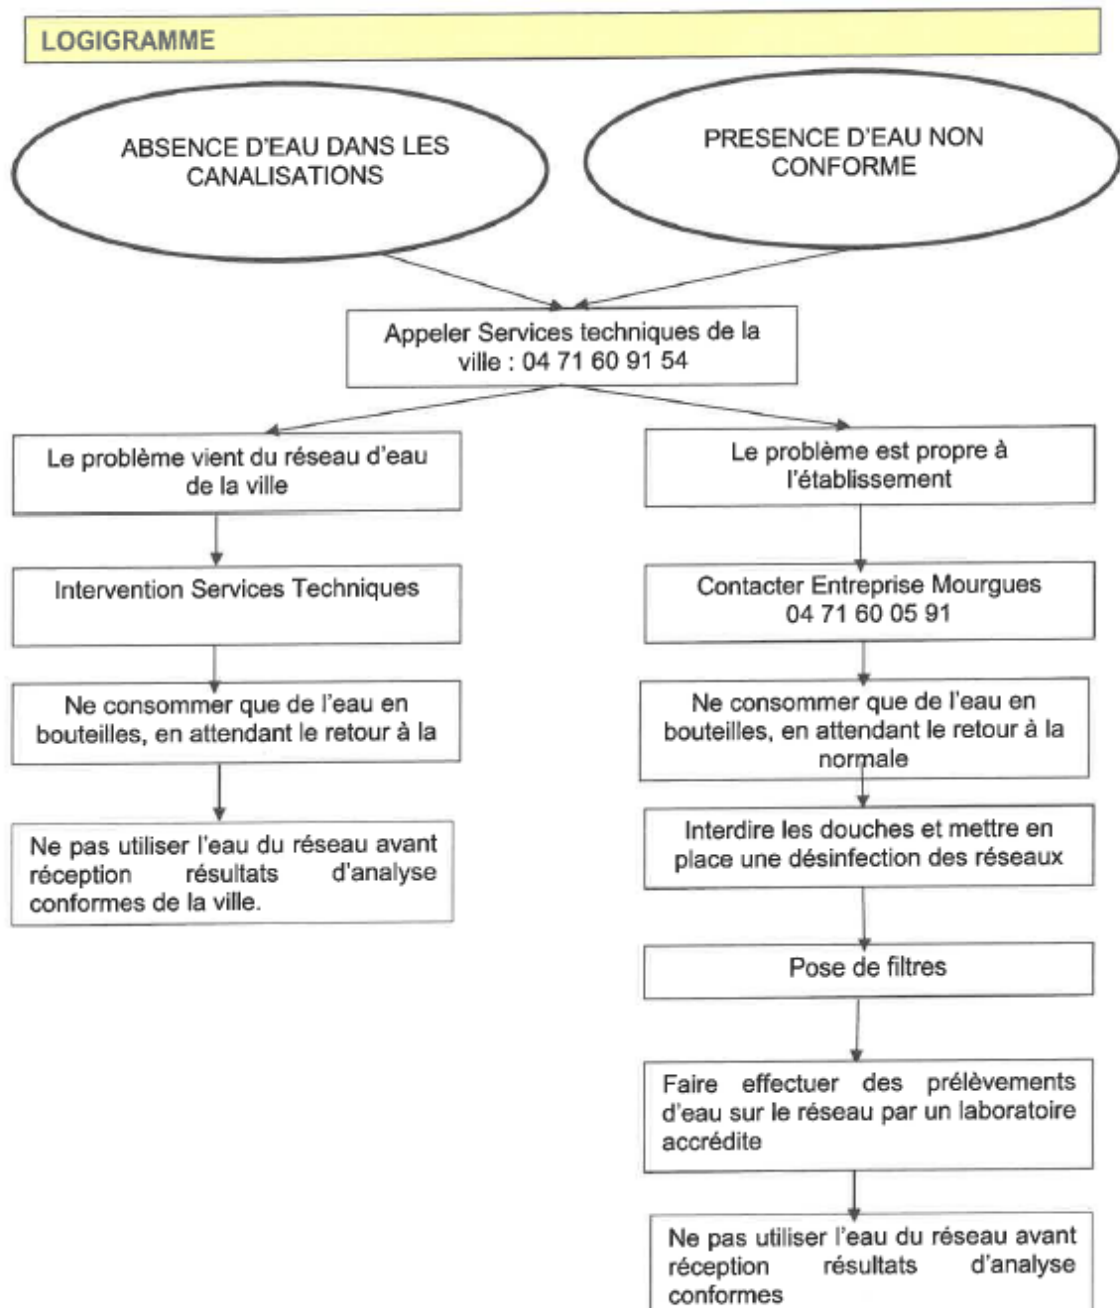 LOGIGRAMME
ABSENCE D'EAU DANS LES
CANALISATIONS
PRESENCE D'EAU NON
CONFORME
Appeler Services techniques de la
ville : 04 71 60 91 54
Le problème vient du réseau d'eau
de la ville
Le problème est propre à
l'établissement
Intervention Services Techniques
Contacter Entreprise Mourgues
04 71 60 05 91
Ne consommer que de l'eau en
bouteilles, en attendant le retour à la
Ne consommer que de l'eau en
bouteilles, en attendant le retour à la
normale
Ne pas utiliser l'eau du réseau avant
réception résultats d'analyse
conformes de la ville.
Interdire les douches et mettre en
place une désinfection des réseaux
Pose de filtres
Faire effectuer des prélèvements
d'eau sur le réseau par un laboratoire
accrédite
Ne pas utiliser l'eau du réseau avant
réception résultats d'analyse
conformes